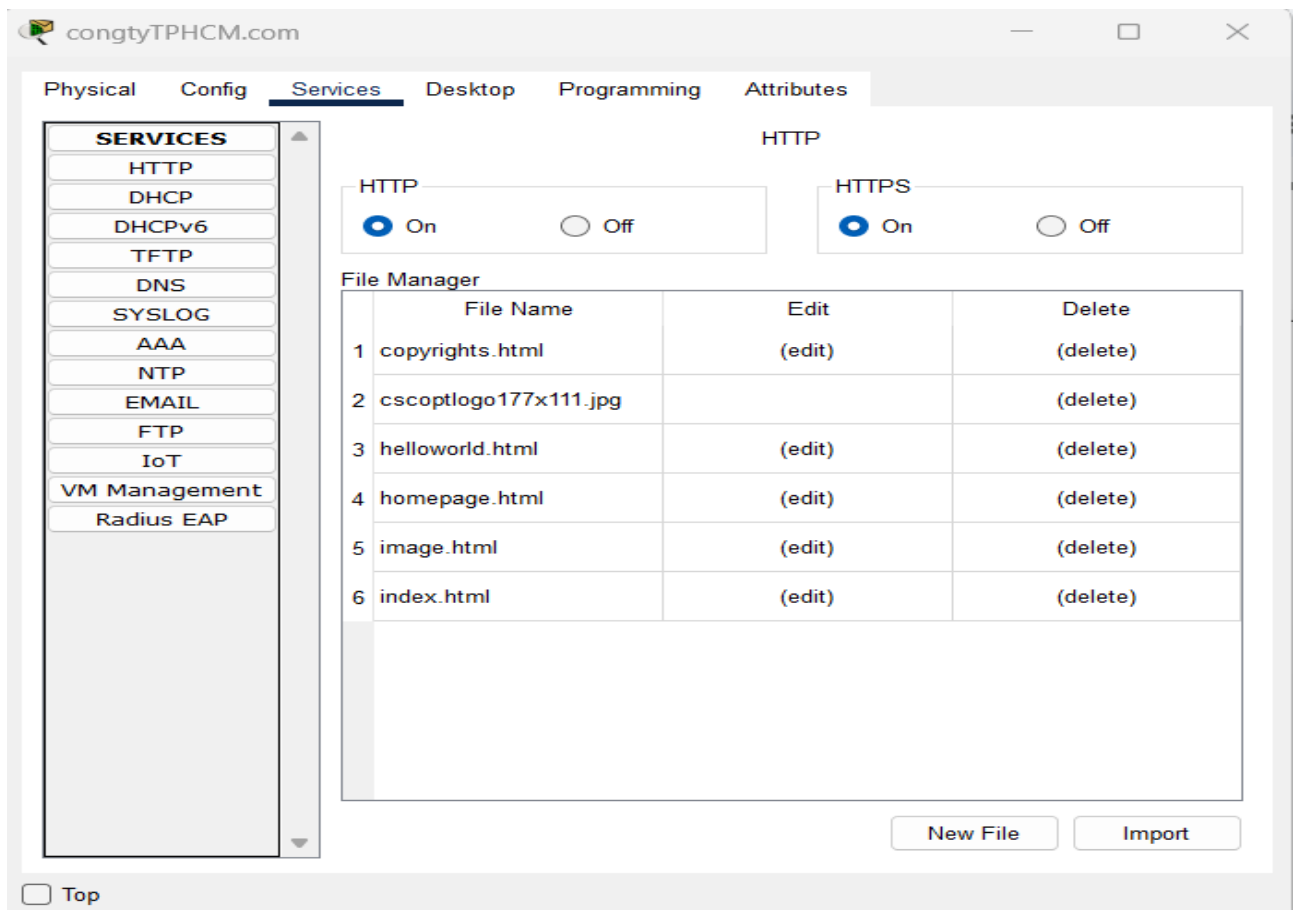 congtyTPHCM.com
Physical Config Services Desktop Programming Attributes
SERVICES
HTTP
DHCP
DHCPv6
TFTP
DNS
SYSLOG
AAA
NTP
EMAIL
FTP
IoT
VM Management
Radius EAP
HTTP
HTTP
On Off
HTTPS
On Off
File Manager
File Name Edit Delete
1 copyrights.html (edit) (delete)
2 cscoptlogo177x111.jpg (delete)
3 helloworld.html (edit) (delete)
4 homepage.html (edit) (delete)
5 image.html (edit) (delete)
6 index.html (edit) (delete)
New File Import
Top